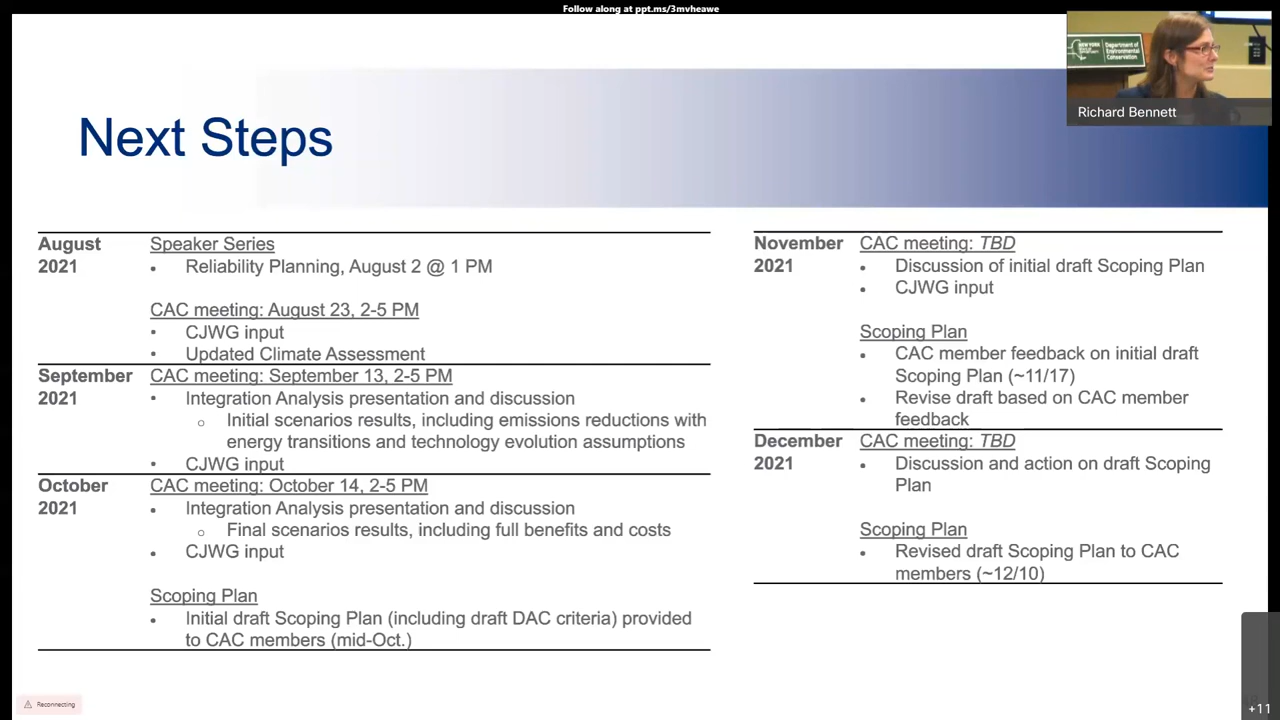 Follow along at ppt.ms/3mvheawe
NEW YORK
Department of
Environmental
Conservation
Richard Bennett
Next Steps
August
2021
Speaker Series
• Reliability Planning, August 2 @ 1 PM
CAC meeting: August 23, 2-5 PM
• CJWG input
• Updated Climate Assessment
September
2021
CAC meeting: September 13, 2-5 PM
• Integration Analysis presentation and discussion
○ Initial scenarios results, including emissions reductions with
energy transitions and technology evolution assumptions
• CJWG input
October
2021
CAC meeting: October 14, 2-5 PM
• Integration Analysis presentation and discussion
○ Final scenarios results, including full benefits and costs
• CJWG input
Scoping Plan
• Initial draft Scoping Plan (including draft DAC criteria) provided
to CAC members (mid-Oct.)
November
2021
CAC meeting: TBD
• Discussion of initial draft Scoping Plan
• CJWG input
Scoping Plan
• CAC member feedback on initial draft
Scoping Plan (~11/17)
• Revise draft based on CAC member
feedback
December
2021
CAC meeting: TBD
• Discussion and action on draft Scoping
Plan
Scoping Plan
• Revised draft Scoping Plan to CAC
members (~12/10)
Reconnecting
+11